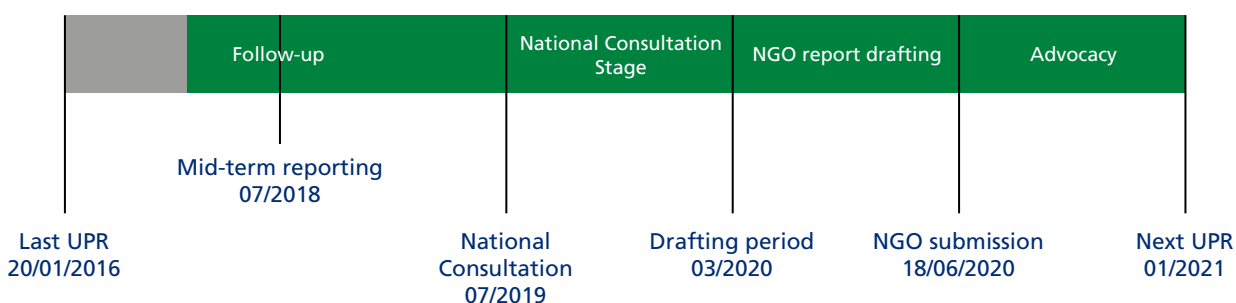 Follow-up
National Consultation
Stage
NGO report drafting
Advocacy
Mid-term reporting
07/2018
Last UPR
20/01/2016
National
Consultation
07/2019
Drafting period
03/2020
NGO submission
18/06/2020
Next UPR
01/2021